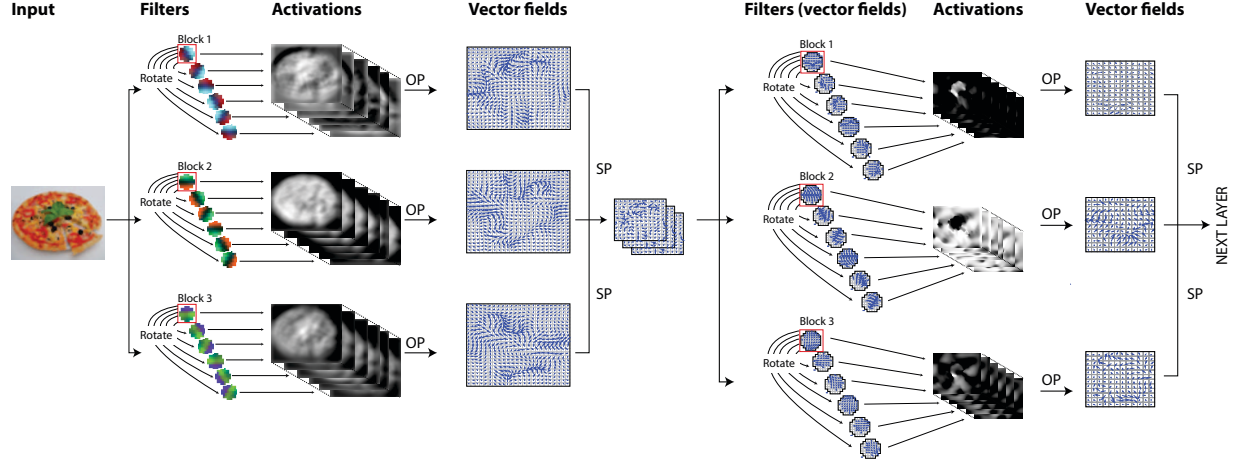 Input Filters Activations Vector fields Filters (vector fields) Activations Vector fields
Block 1
Rotate
OP
Block 2
Rotate
OP
Block 3
Rotate
OP
SP
SP
Block 1
Rotate
OP
Block 2
Rotate
OP
Block 3
Rotate
OP
SP
SP
NEXT LAYER